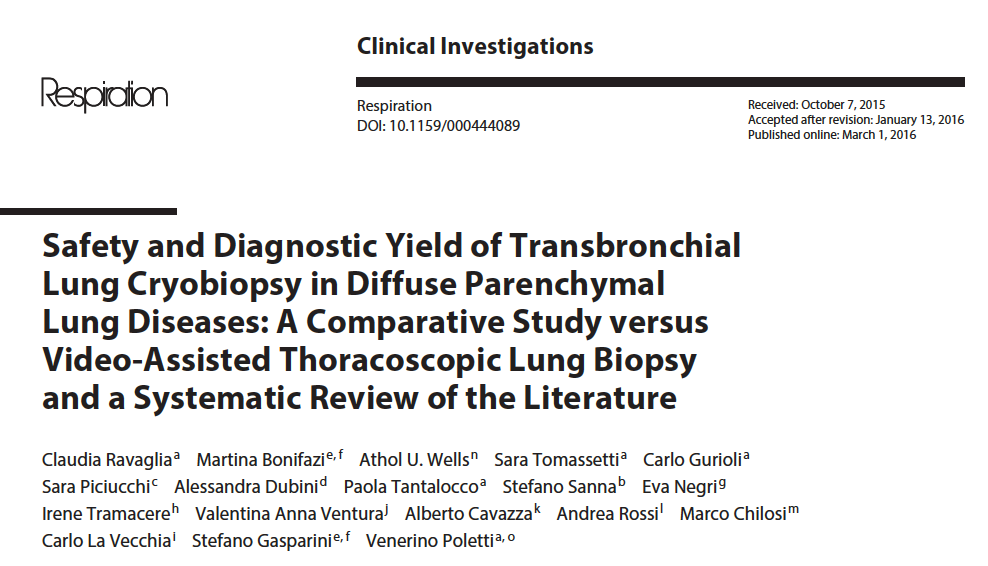 Clinical Investigations
Respiration
Respiration
DOI: 10.1159/000444089
Received: October 7, 2015
Accepted after revision: January 13, 2016
Published online: March 1, 2016
Safety and Diagnostic Yield of Transbronchial
Lung Cryobiopsy in Diffuse Parenchymal
Lung Diseases: A Comparative Study versus
Video-Assisted Thoracoscopic Lung Biopsy
and a Systematic Review of the Literature
Claudia Ravaglia a Martina Bonifazi e, f Athol U. Wells n Sara Tomassetti a Carlo Gurioli a
Sara Piciucchi c Alessandra Dubini d Paola Tantalocco a Stefano Sanna b Eva Negri g
Irene Tramacere h Valentina Anna Ventura j Alberto Cavazza k Andrea Rossi l Marco Chilosi m
Carlo La Vecchia i Stefano Gasparini e, f Venerino Poletti a, o